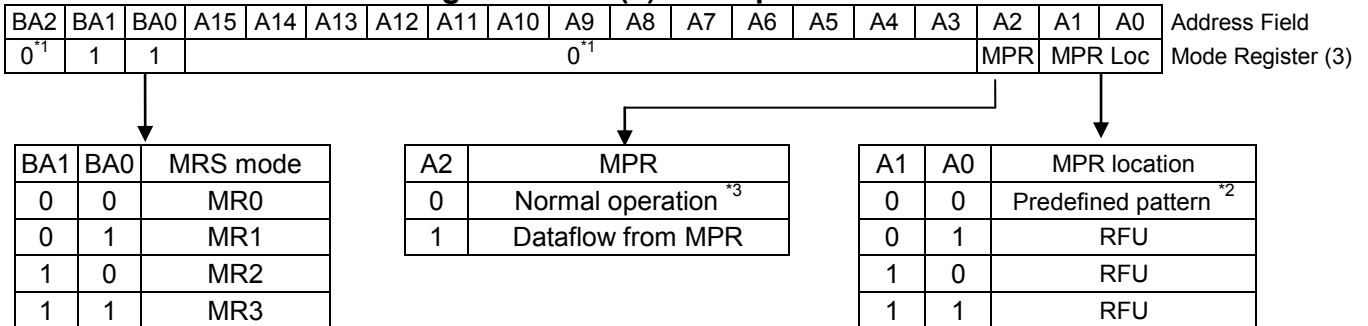 BA2 BA1 BA0 A15 A14 A13 A12 A11 A10 A9 A8 A7 A6 A5 A4 A3 A2 A1 A0 Address Field
0*1 1 1 0*1 MPR MPR Loc Mode Register (3)
BA1 BA0 MRS mode
0 0 MR0
0 1 MR1
1 0 MR2
1 1 MR3
A2 MPR
0 Normal operation *3
1 Dataflow from MPR
A1 A0 MPR location
0 0 Predefined pattern *2
0 1 RFU
1 0 RFU
1 1 RFU